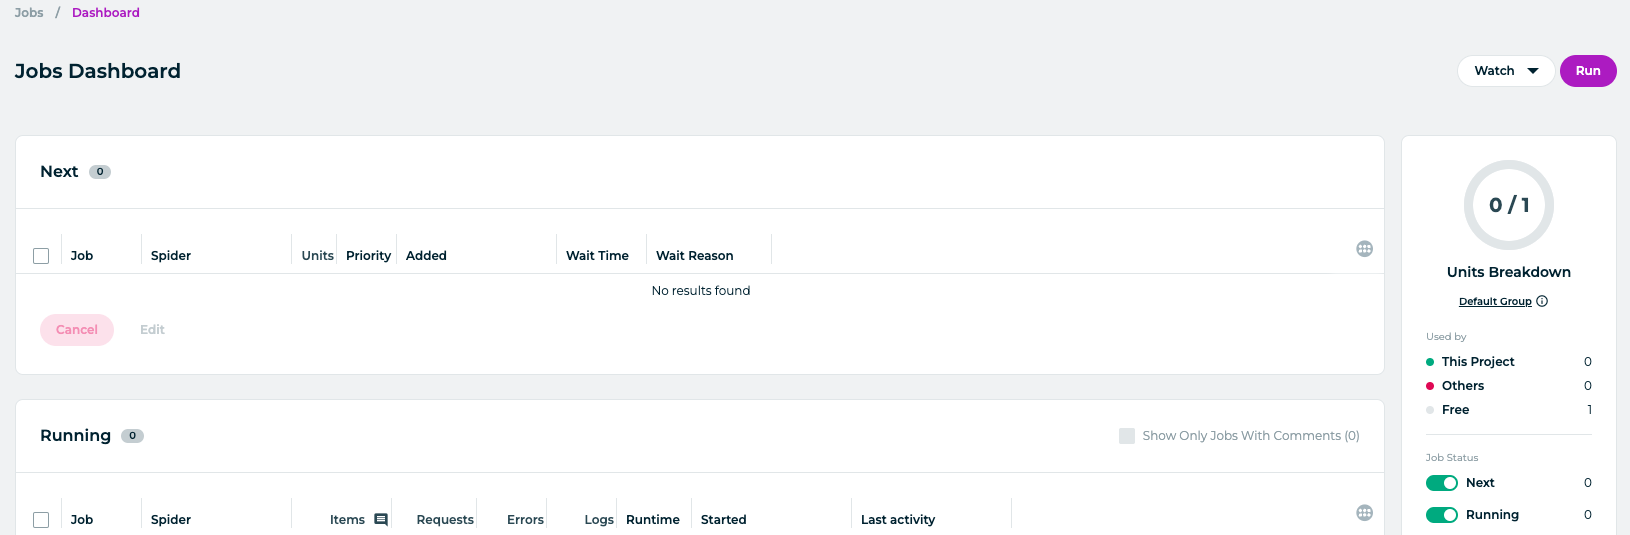 Jobs / Dashboard
Jobs Dashboard
Watch
Run
Next 0
Job Spider Units Priority Added Wait Time Wait Reason
No results found
Cancel Edit
Running 0
Show Only Jobs With Comments (0)
Job Spider Items Requests Errors Logs Runtime Started Last activity
0 / 1
Units Breakdown
Default Group
Used by
This Project 0
Others 0
Free 1
Job Status
Next 0
Running 0